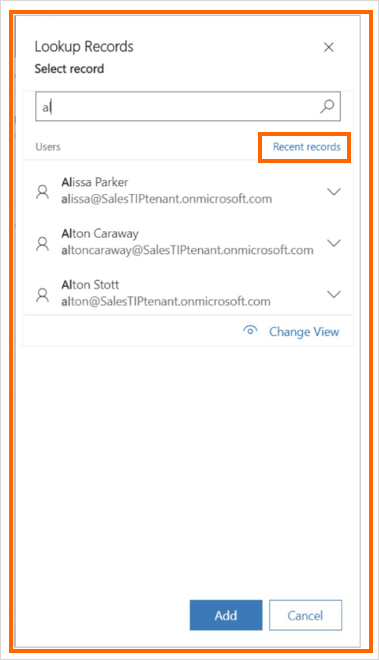 Lookup Records
Select record
al
Users Recent records
Alissa Parker
alissa@SalesTIPtenant.onmicrosoft.com
Alton Caraway
altoncaraway@SalesTIPtenant.onmicrosoft.com
Alton Stott
alton@SalesTIPtenant.onmicrosoft.com
Change View
Add Cancel